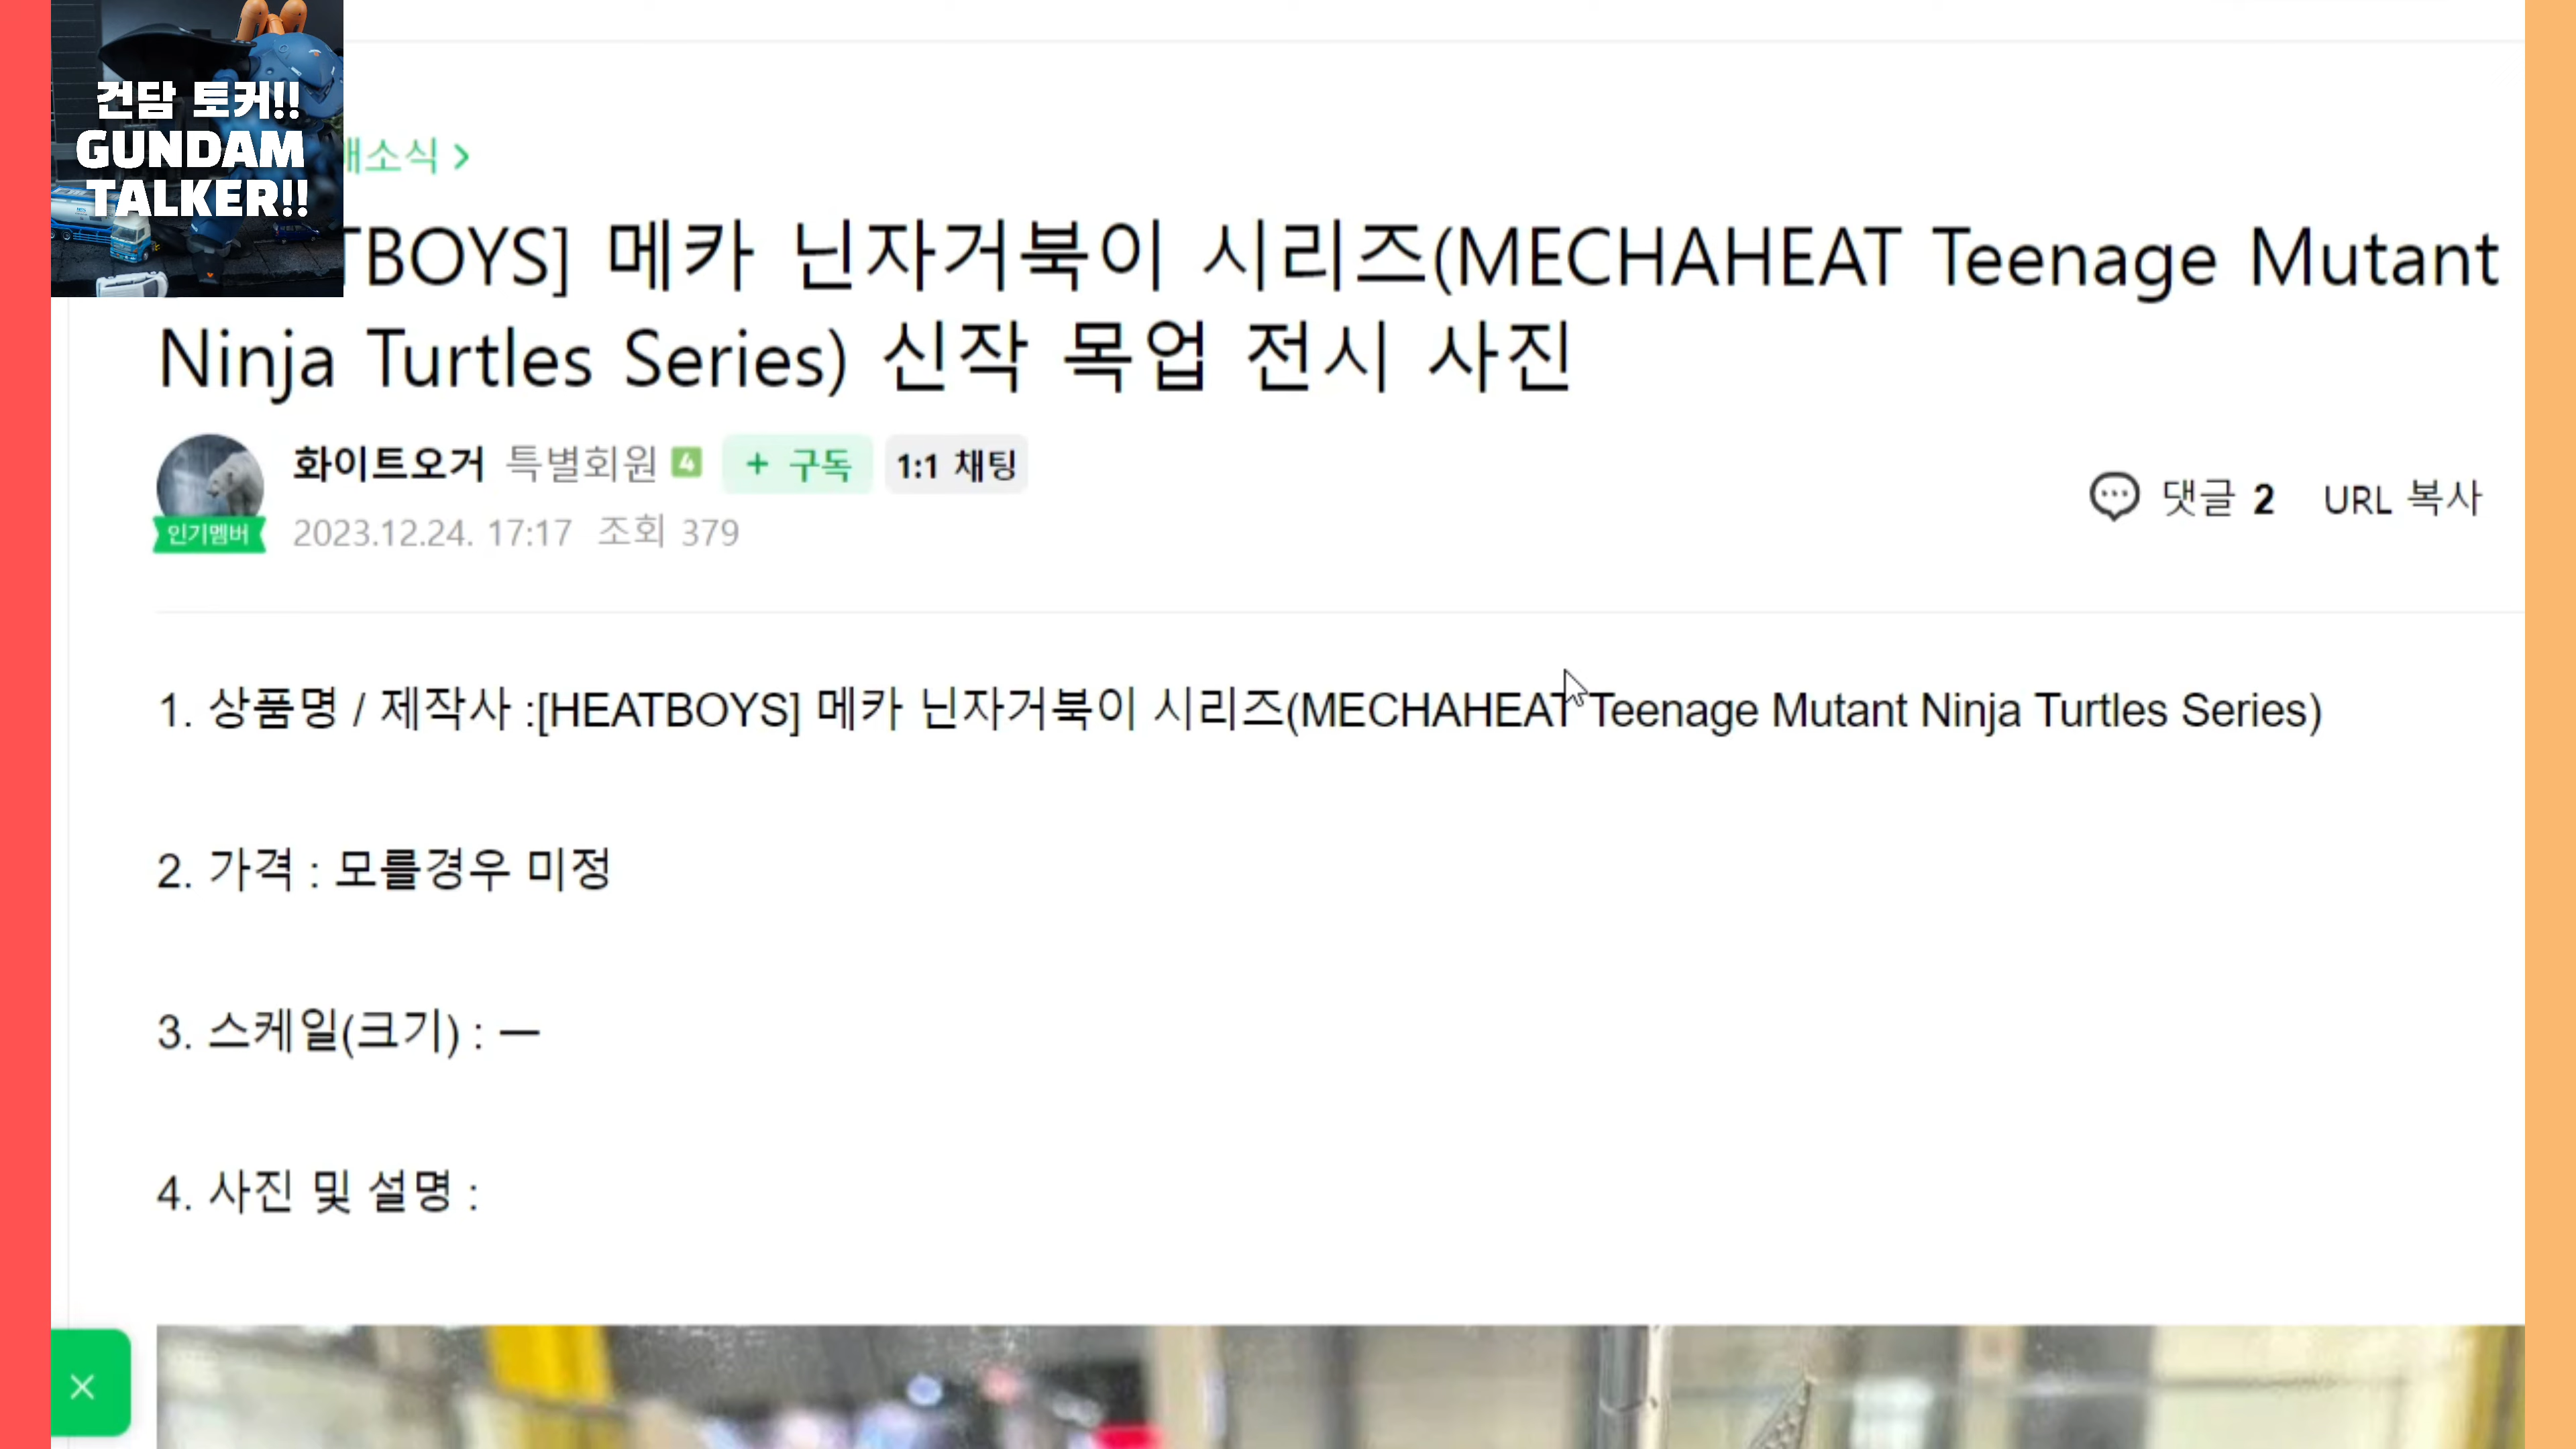 건담 토커!!
GUNDAM
TALKER!!
소식 >
TBOYS] 메카 닌자거북이 시리즈(MECHAHEAT Teenage Mutant
Ninja Turtles Series) 신작 목업 전시 사진
화이트오거 특별회원 4 + 구독 1:1 채팅
인기멤버 2023.12.24. 17:17 조회 379
댓글 2 URL 복사
1. 상품명 / 제작사 :[HEATBOYS] 메카 닌자거북이 시리즈(MECHAHEAT Teenage Mutant Ninja Turtles Series)
2. 가격 : 모를경우 미정
3. 스케일(크기) : ㅡ
4. 사진 및 설명 :